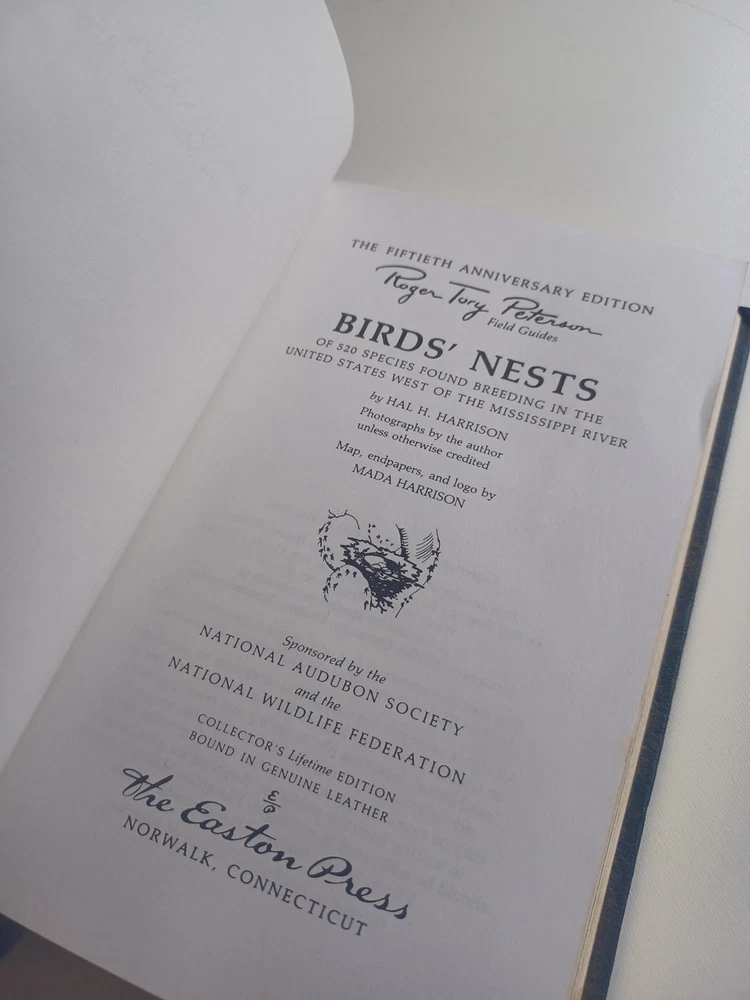 THE FIFTIETH ANNIVERSARY EDITION
Roger Tory Peterson
Field Guides
BIRDS' NESTS
OF 520 SPECIES FOUND BREEDING IN THE
UNITED STATES WEST OF THE MISSISSIPPI RIVER
by HAL H. HARRISON
Photographs by the author
unless otherwise credited
Map, endpapers, and logo by
MADA HARRISON
Sponsored by the
NATIONAL AUDUBON SOCIETY
and the
NATIONAL WILDLIFE FEDERATION
COLLECTOR'S Lifetime EDITION
BOUND IN GENUINE LEATHER
E
P
The Easton Press
NORWALK, CONNECTICUT